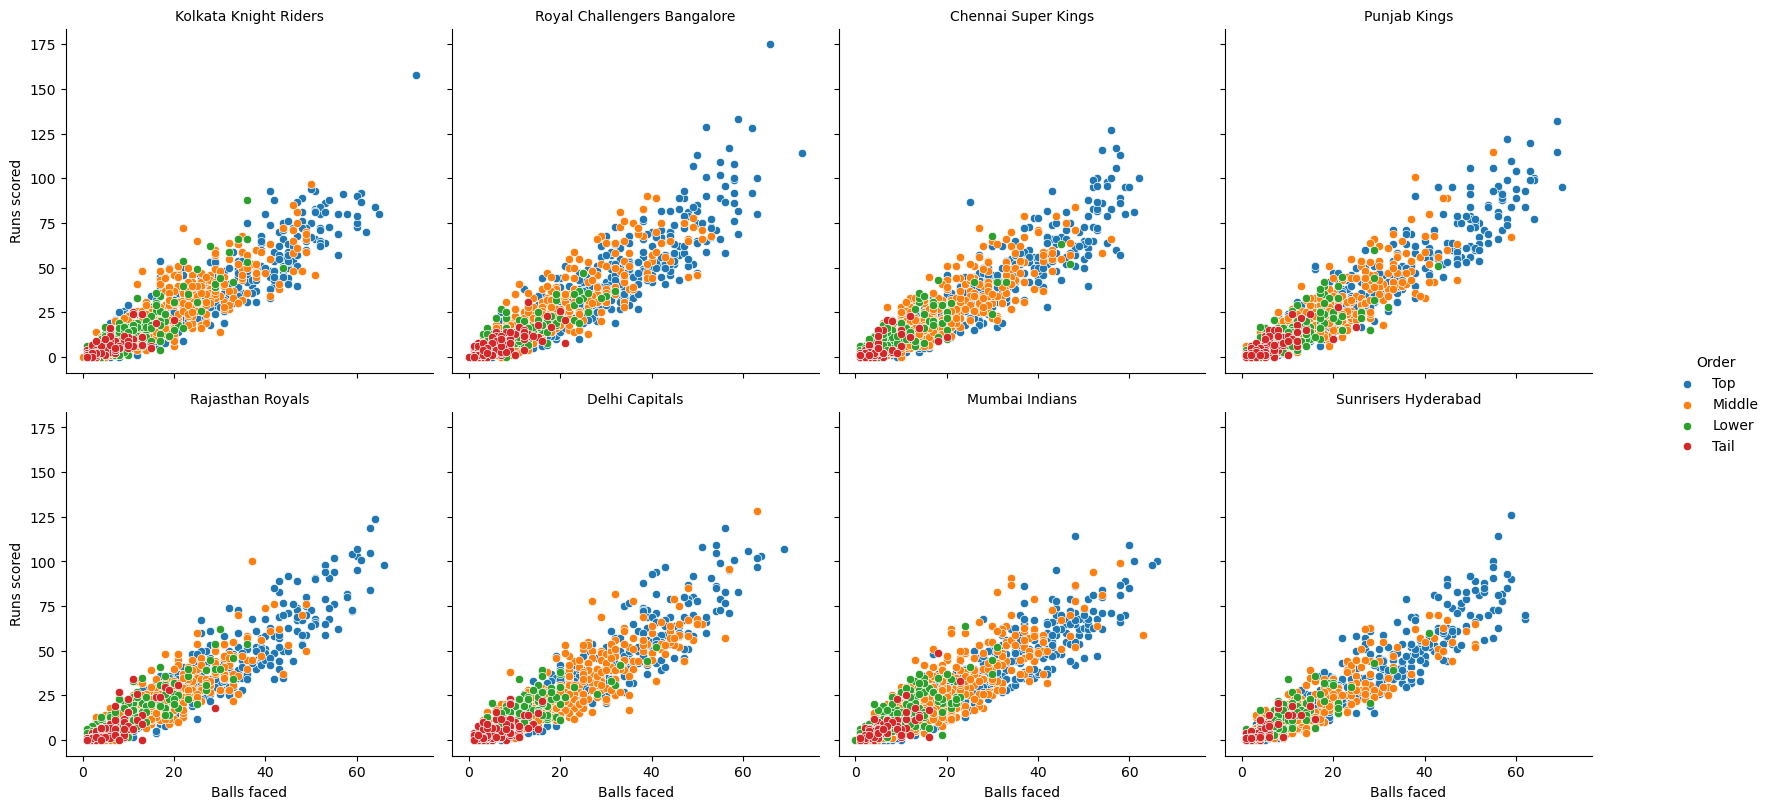 Kolkata Knight Riders
Royal Challengers Bangalore
Chennai Super Kings
Punjab Kings
175
150
125
100
75
50
25
0
Runs scored
Rajasthan Royals
Delhi Capitals
Mumbai Indians
Sunrisers Hyderabad
175
150
125
100
75
50
25
0
Runs scored
0 20 40 60
0 20 40 60
0 20 40 60
0 20 40 60
Balls faced
Balls faced
Balls faced
Balls faced
Order
Top
Middle
Lower
Tail